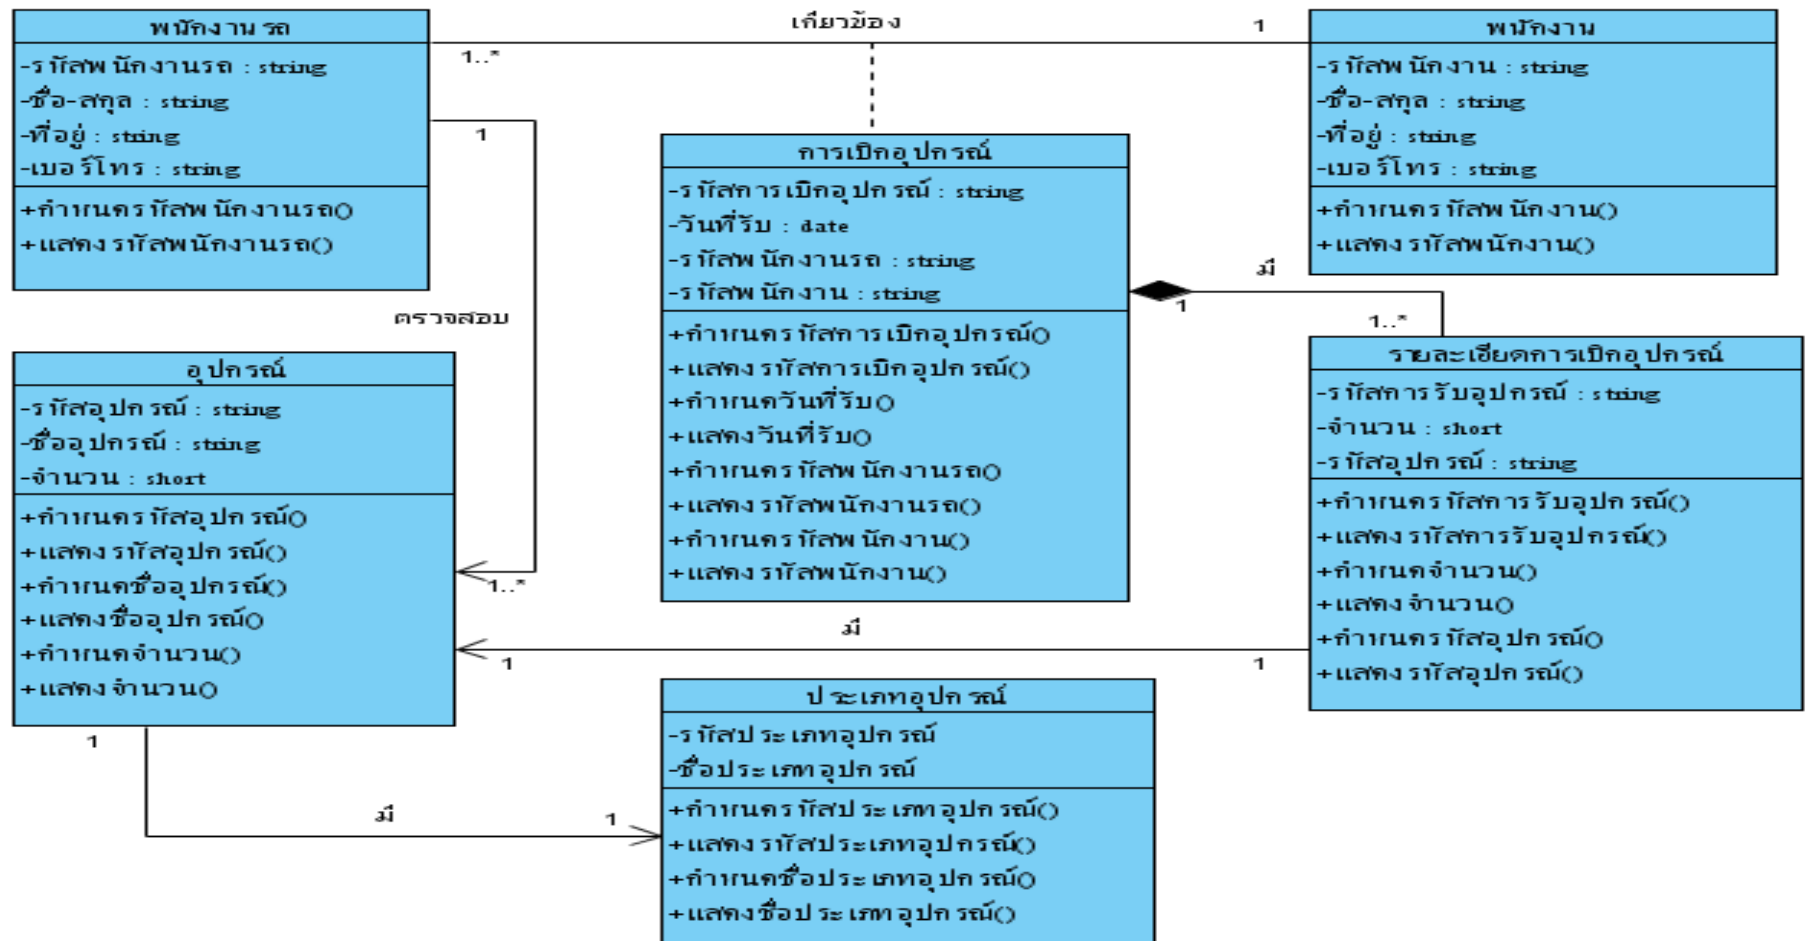 พนักงานรถ
-รหัสพนักงานรถ : string
-ชื่อ-สกุล : string
-ที่อยู่ : string
-เบอร์โทร : string
+กำหนดรหัสพนักงานรถ()
+แสดงรหัสพนักงานรถ()
1..*
เกี่ยวข้อง
1
พนักงาน
-รหัสพนักงาน : string
-ชื่อ-สกุล : string
-ที่อยู่ : string
-เบอร์โทร : string
+กำหนดรหัสพนักงาน()
+แสดงรหัสพนักงาน()
1
ตรวจสอบ
1..*
การเบิกอุปกรณ์
-รหัสการเบิกอุปกรณ์ : string
-วันที่รับ : date
-รหัสพนักงานรถ : string
-รหัสพนักงาน : string
+กำหนดรหัสการเบิกอุปกรณ์()
+แสดงรหัสการเบิกอุปกรณ์()
+กำหนดวันที่รับ()
+แสดงวันที่รับ()
+กำหนดรหัสพนักงานรถ()
+แสดงรหัสพนักงานรถ()
+กำหนดรหัสพนักงาน()
+แสดงรหัสพนักงาน()
มี
1
1..*
รายละเอียดการเบิกอุปกรณ์
-รหัสการรับอุปกรณ์ : string
-จำนวน : short
-รหัสอุปกรณ์ : string
+กำหนดรหัสการรับอุปกรณ์()
+แสดงรหัสการรับอุปกรณ์()
+กำหนดจำนวน()
+แสดงจำนวน()
+กำหนดรหัสอุปกรณ์()
+แสดงรหัสอุปกรณ์()
อุปกรณ์
-รหัสอุปกรณ์ : string
-ชื่ออุปกรณ์ : string
-จำนวน : short
+กำหนดรหัสอุปกรณ์()
+แสดงรหัสอุปกรณ์()
+กำหนดชื่ออุปกรณ์()
+แสดงชื่ออุปกรณ์()
+กำหนดจำนวน()
+แสดงจำนวน()
มี
1
1
1
มี
1
ประเภทอุปกรณ์
-รหัสประเภทอุปกรณ์
-ชื่อประเภทอุปกรณ์
+กำหนดรหัสประเภทอุปกรณ์()
+แสดงรหัสประเภทอุปกรณ์()
+กำหนดชื่อประเภทอุปกรณ์()
+แสดงชื่อประเภทอุปกรณ์()